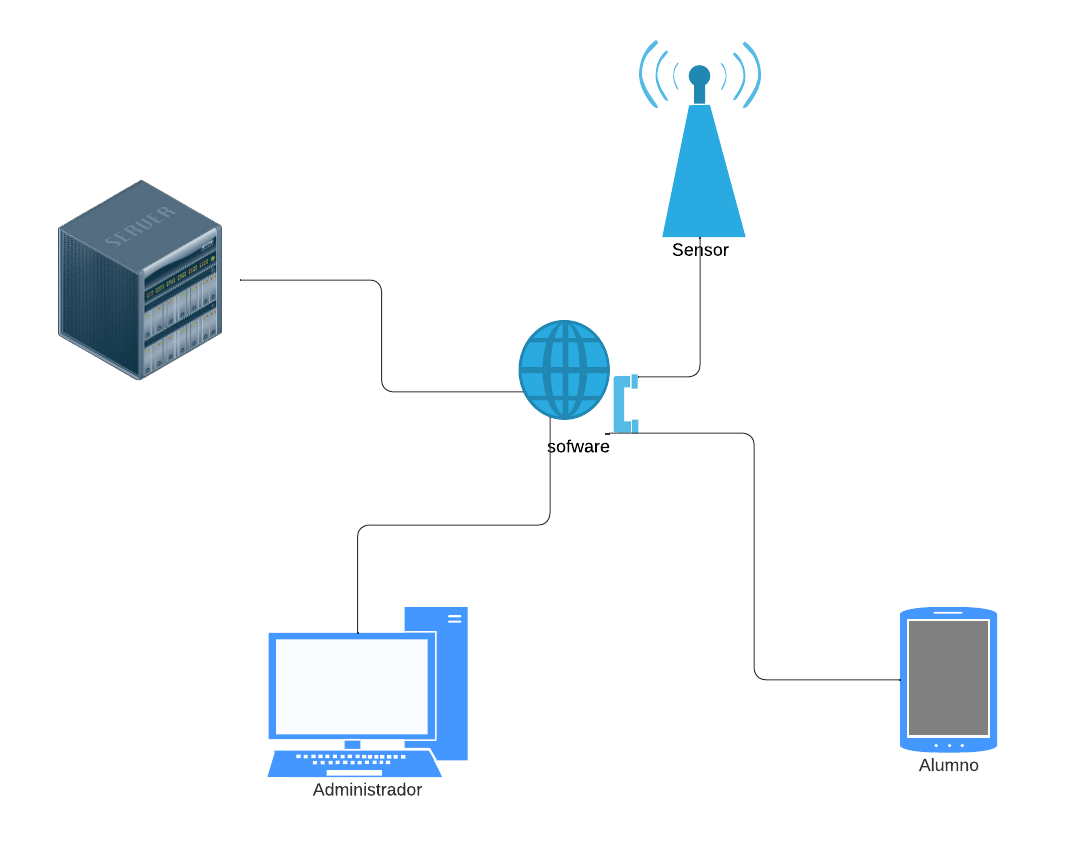 SERVER
Sensor
sofware
Administrador
Alumno